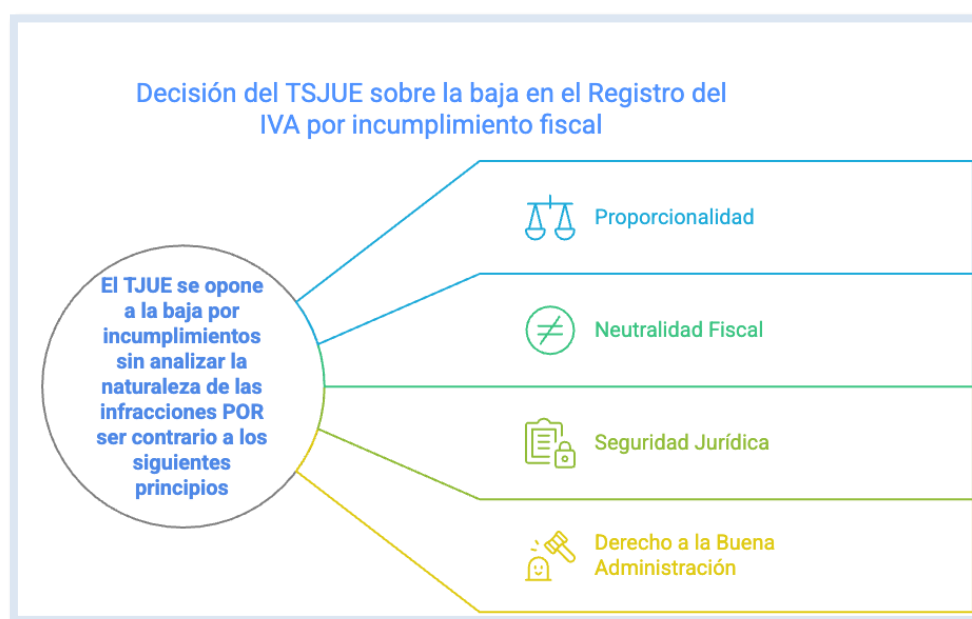 Decisión del TSJUE sobre la baja en el Registro del
IVA por incumplimiento fiscal
El TJUE se opone
a la baja por
incumplimientos
sin analizar la
naturaleza de las
infracciones POR
ser contrario a los
siguientes
principios
Proporcionalidad
Neutralidad Fiscal
Seguridad Jurídica
Derecho a la Buena
Administración